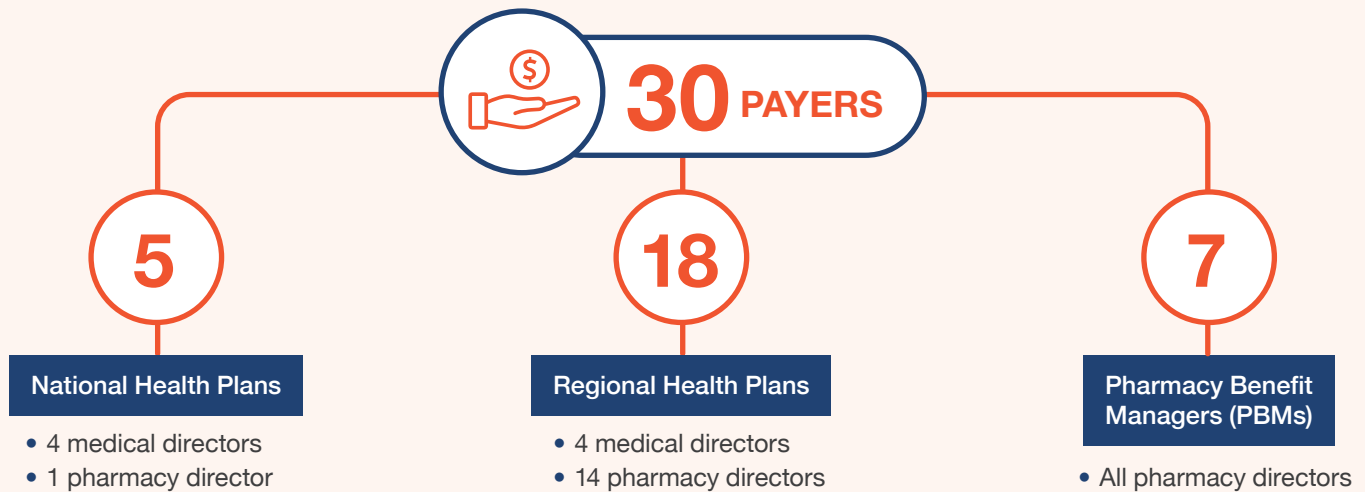 $
30 PAYERS
5
18
7
National Health Plans
• 4 medical directors
• 1 pharmacy director
Regional Health Plans
• 4 medical directors
• 14 pharmacy directors
Pharmacy Benefit
Managers (PBMs)
• All pharmacy directors